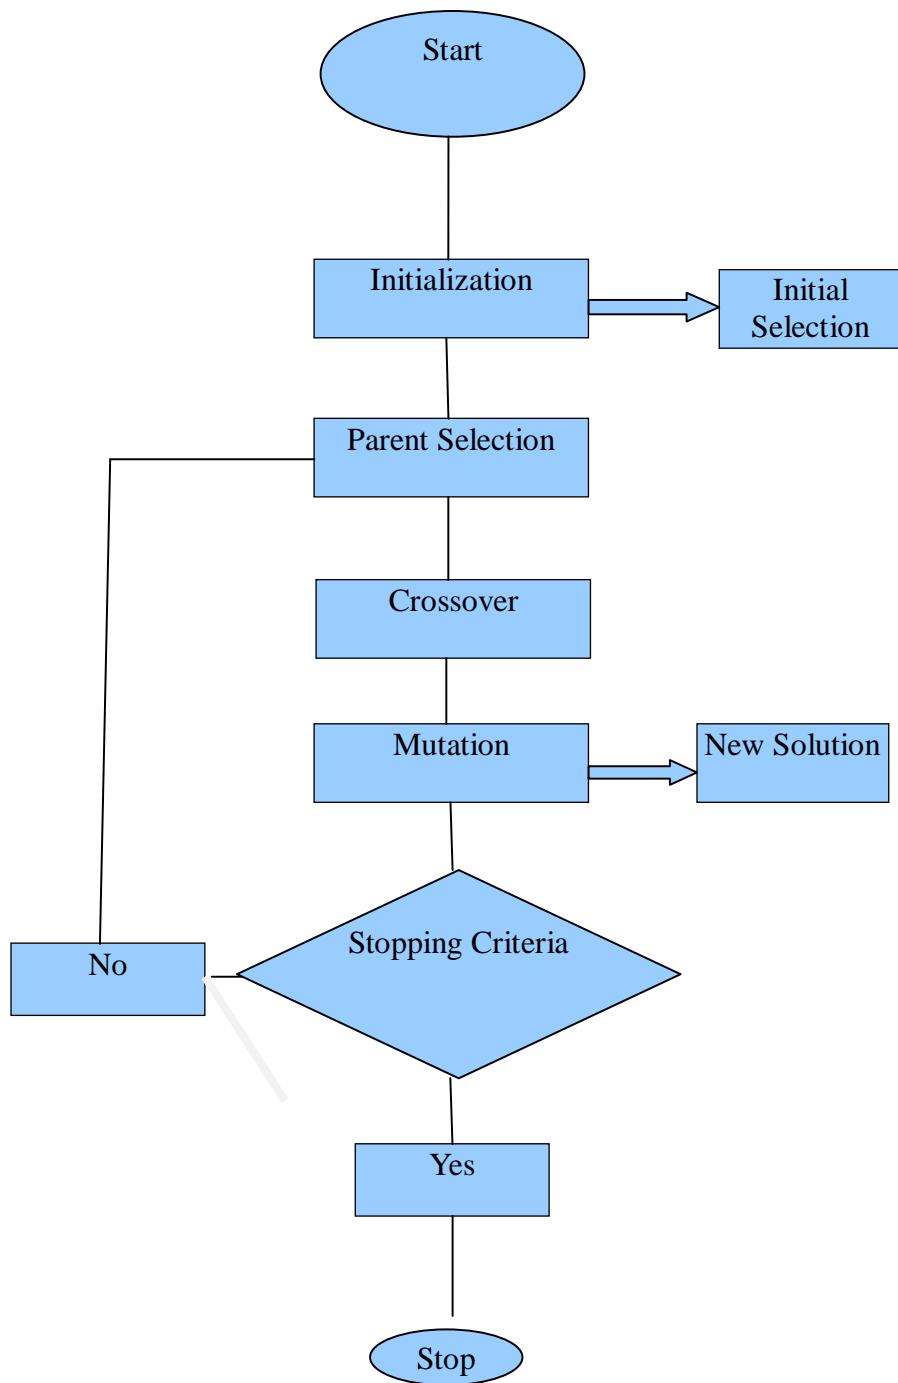 Start
Initialization
Initial
Selection
Parent Selection
Crossover
Mutation
New Solution
Stopping Criteria
No
Yes
Stop